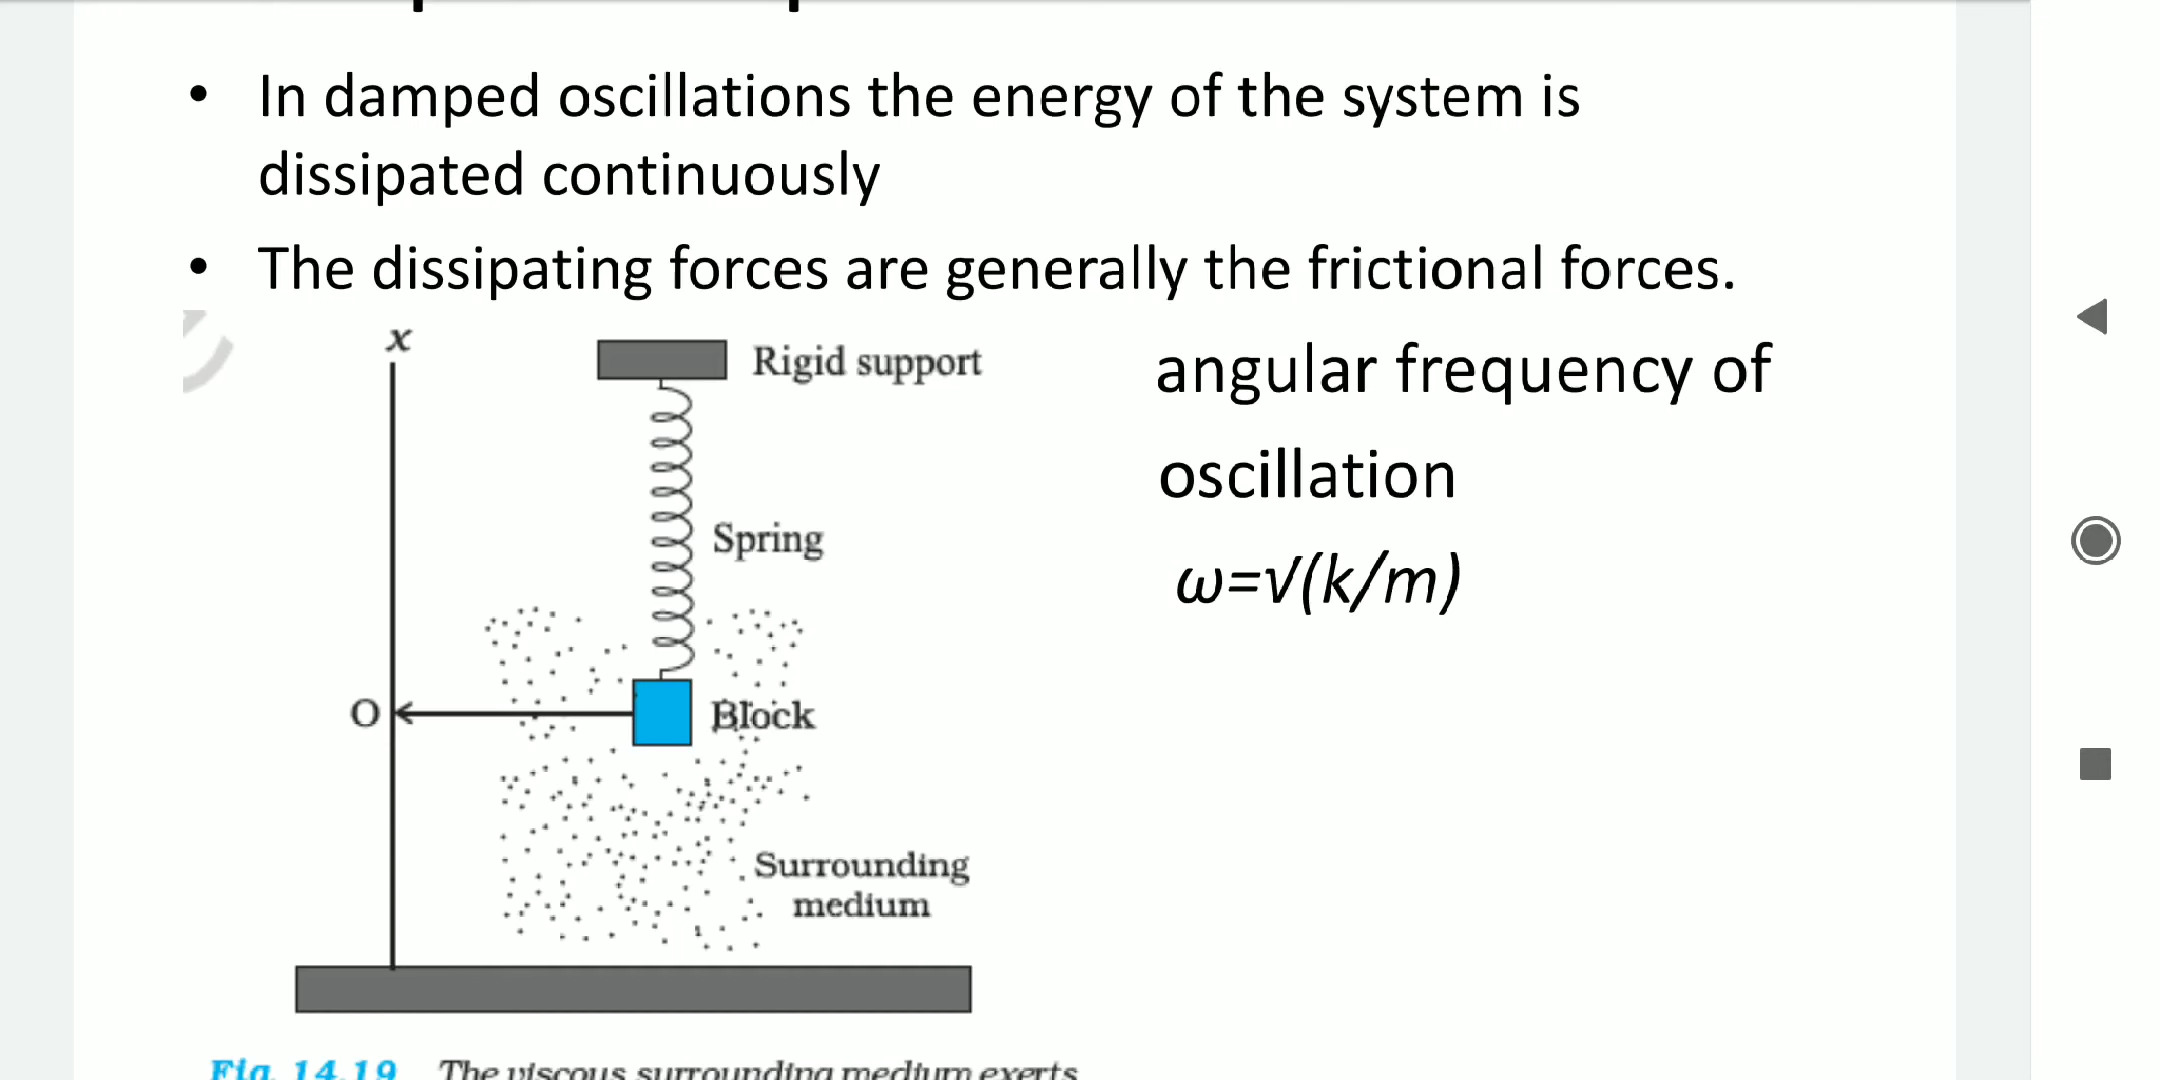 • In damped oscillations the energy of the system is
dissipated continuously
• The dissipating forces are generally the frictional forces.
x
Rigid support
angular frequency of
oscillation
Spring
ω=√(k/m)
O
Block
Surrounding
medium
Fig. 14.19 The viscous surrounding medium exerts